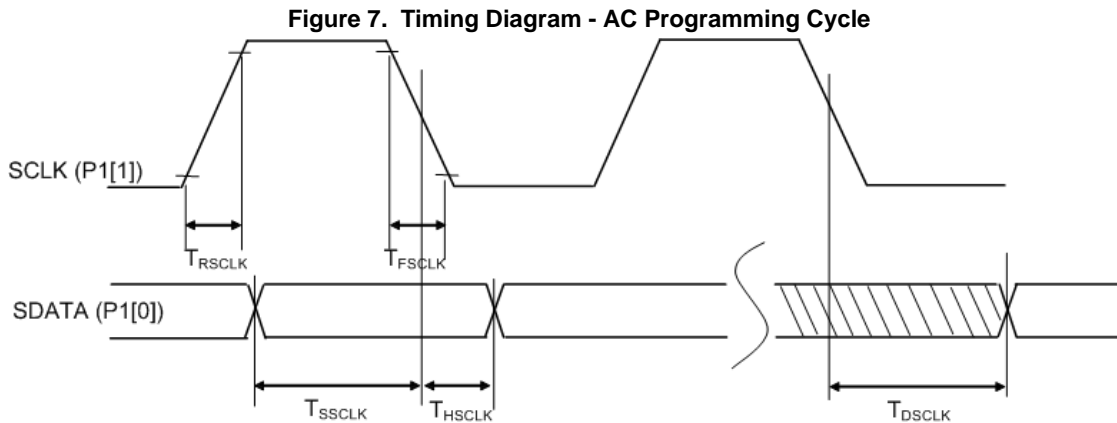 Figure 7. Timing Diagram - AC Programming Cycle
SCLK (P1[1])
TRSCLK
TFSCLK
SDATA (P1[0])
TSSCLK
THSCLK
TDSCLK